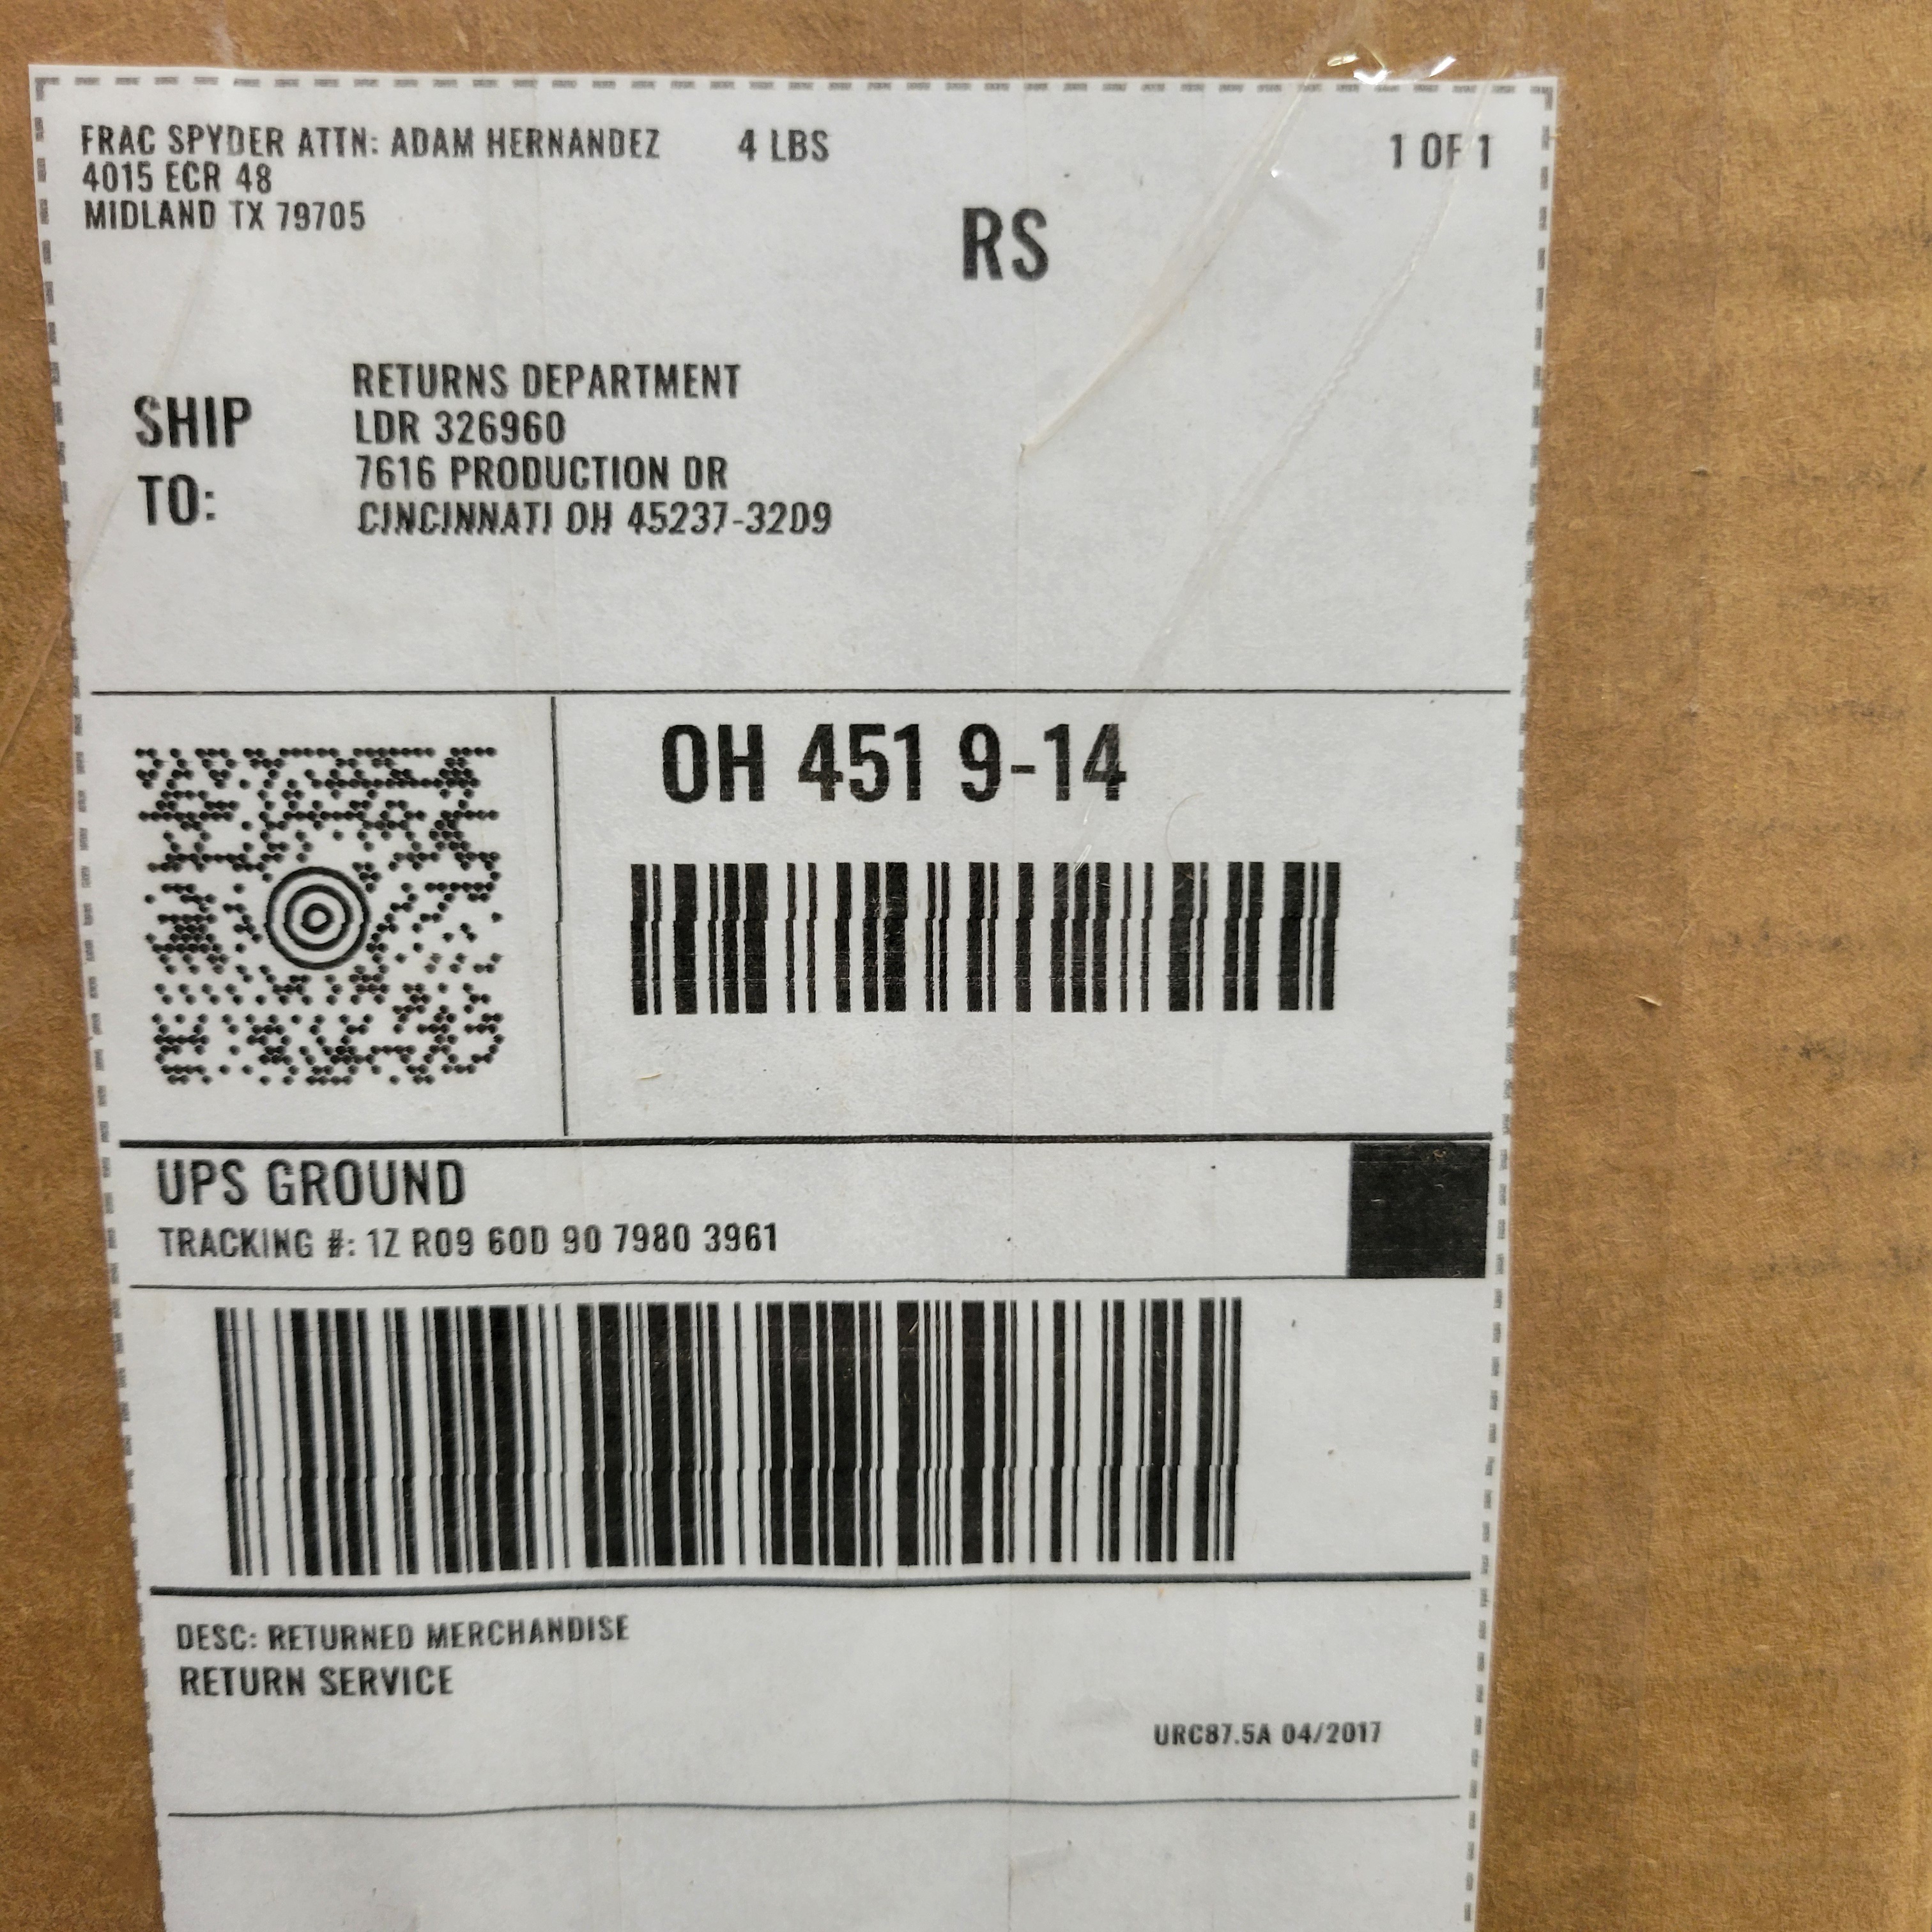 FRAC SPYDER ATTN: ADAM HERNANDEZ 4 LBS 1 OF 1
4015 ECR 48
MIDLAND TX 79705
RS
SHIP TO:
RETURNS DEPARTMENT
LDR 326960
7616 PRODUCTION DR
CINCINNATI OH 45237-3209
OH 451 9-14
UPS GROUND
TRACKING #: 1Z R09 60D 90 7980 3961
DESC: RETURNED MERCHANDISE
RETURN SERVICE
URC87.5A 04/2017